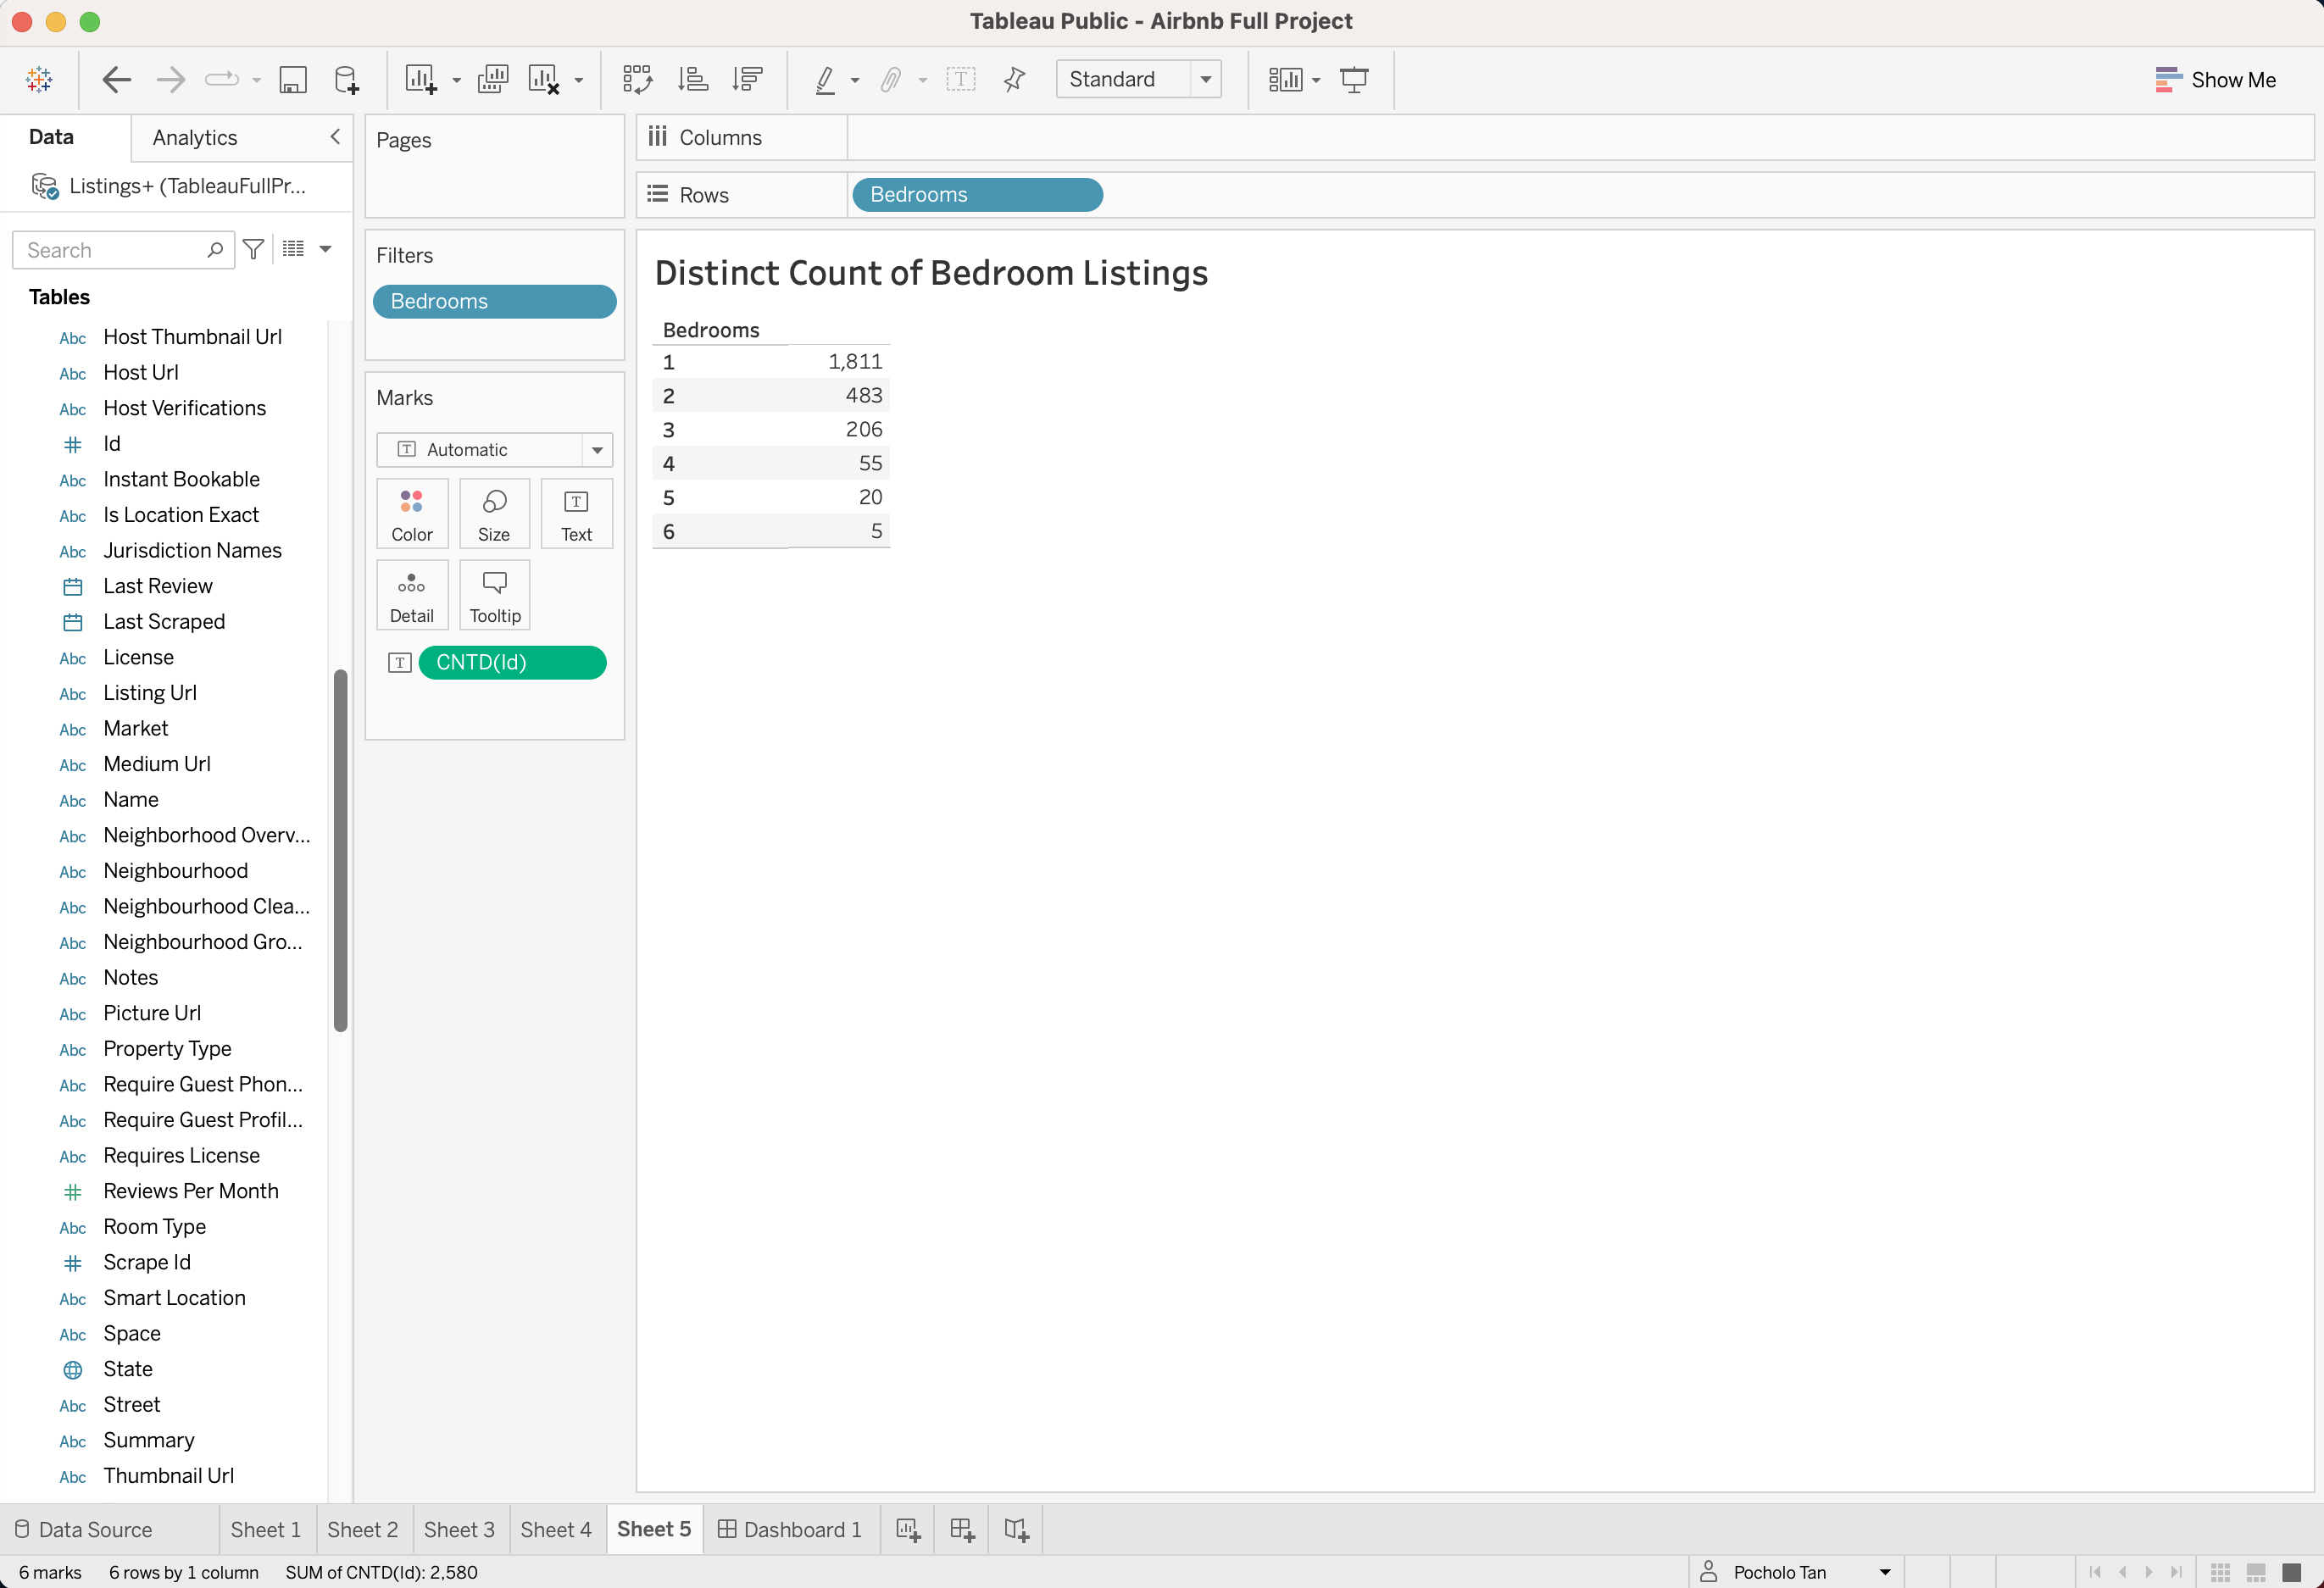 Tableau Public - Airbnb Full Project
Standard
Show Me
Data
Analytics
Listings+ (TableauFullPr...
Search
Tables
Abc Host Thumbnail Url
Abc Host Url
Abc Host Verifications
# Id
Abc Instant Bookable
Abc Is Location Exact
Abc Jurisdiction Names
Last Review
Last Scraped
Abc License
Abc Listing Url
Abc Market
Abc Medium Url
Abc Name
Abc Neighborhood Overv...
Abc Neighbourhood
Abc Neighbourhood Clea...
Abc Neighbourhood Gro...
Abc Notes
Abc Picture Url
Abc Property Type
Abc Require Guest Phon...
Abc Require Guest Profil...
Abc Requires License
# Reviews Per Month
Abc Room Type
# Scrape Id
Abc Smart Location
Abc Space
State
Abc Street
Abc Summary
Abc Thumbnail Url
Pages
Filters
Bedrooms
Marks
T Automatic
Color
Size
T
Text
Detail
Tooltip
T CNTD(Id)
Columns
Rows
Bedrooms
Distinct Count of Bedroom Listings
Bedrooms
1 1,811
2 483
3 206
4 55
5 20
6 5
Data Source
Sheet 1
Sheet 2
Sheet 3
Sheet 4
Sheet 5
Dashboard 1
6 marks
6 rows by 1 column
SUM of CNTD(Id): 2,580
Pocholo Tan